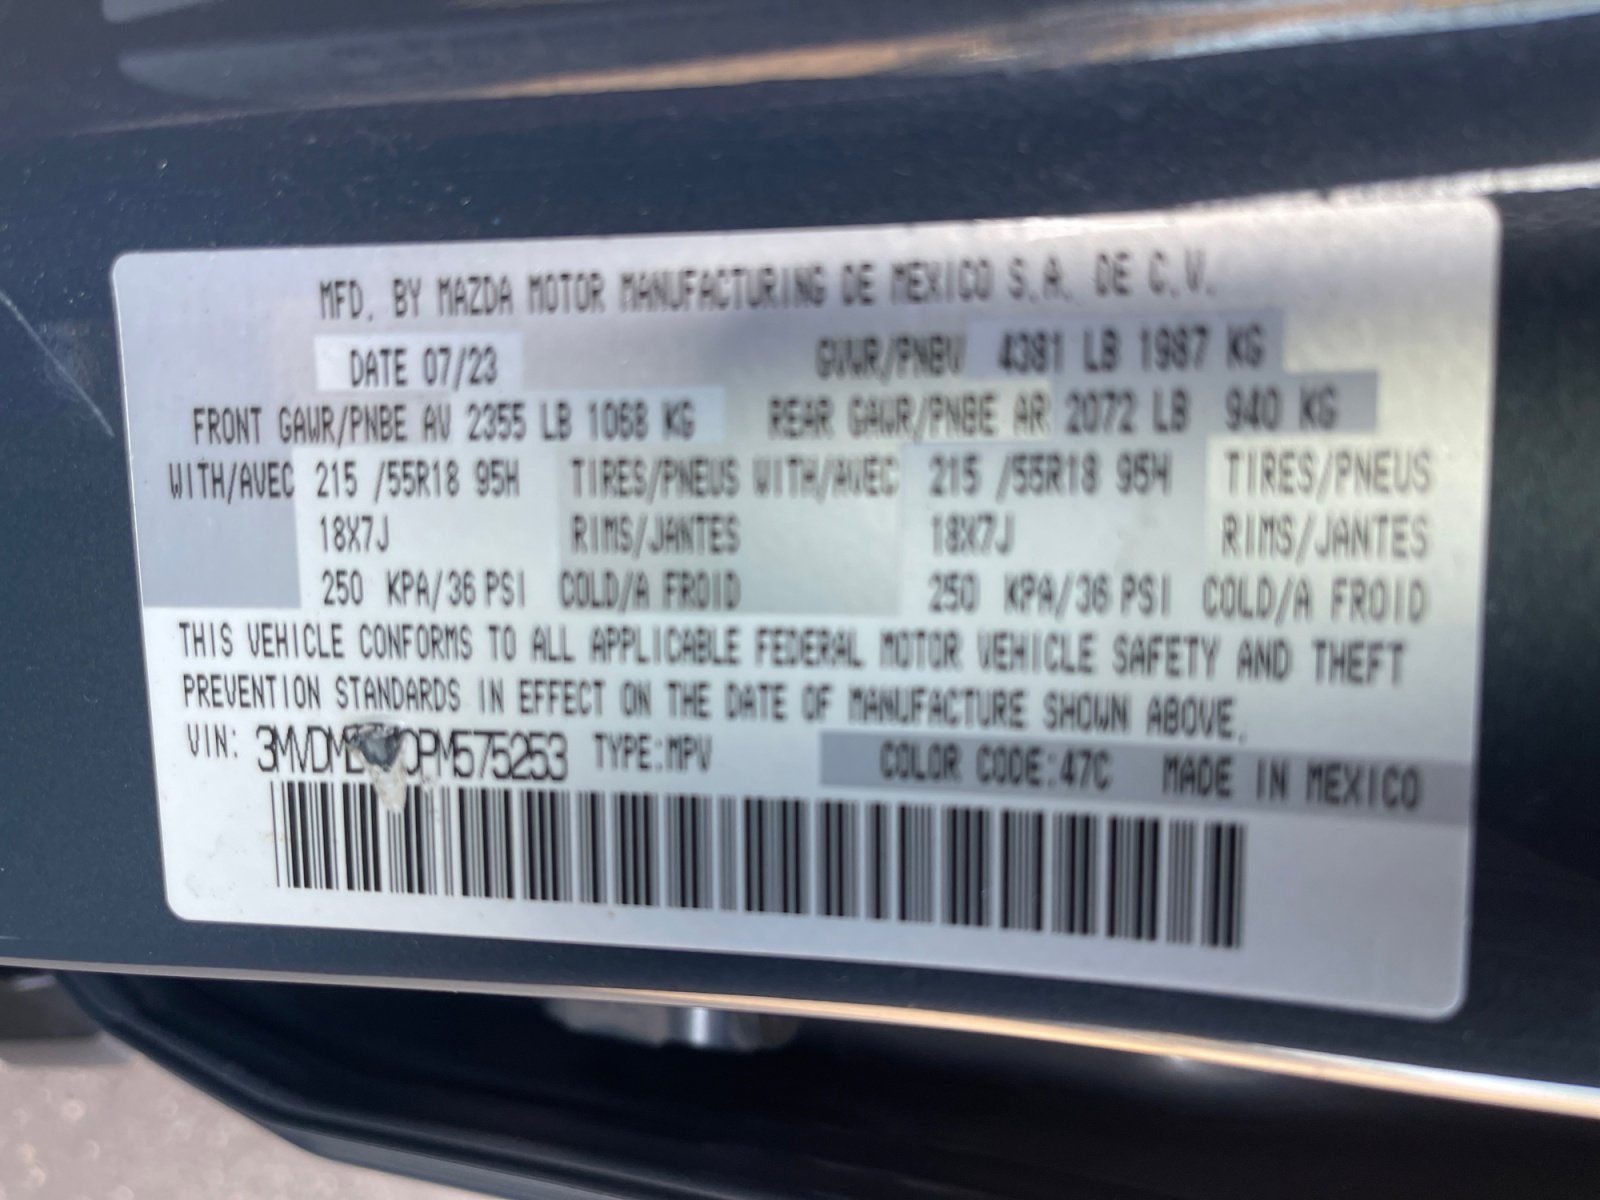 MFD. BY MAZDA MOTOR MANUFACTURING DE MEXICO S.A. DE C.V.
DATE 07/23 GVWR/PNBV 4381 LB 1987 KG
FRONT GAWR/PNBE AV 2355 LB 1068 KG REAR GAWR/PNBE AR 2072 LB 940 KG
WITH/AVEC 215 /55R18 95H TIRES/PNEUS WITH/AVEC 215 /55R18 95H TIRES/PNEUS
18X7J RIMS/JANTES 18X7J RIMS/JANTES
250 KPA/36 PSI COLD/A FROID 250 KPA/36 PSI COLD/A FROID
THIS VEHICLE CONFORMS TO ALL APPLICABLE FEDERAL MOTOR VEHICLE SAFETY AND THEFT
PREVENTION STANDARDS IN EFFECT ON THE DATE OF MANUFACTURE SHOWN ABOVE.
VIN: TYPE:MPV COLOR CODE:47C MADE IN MEXICO